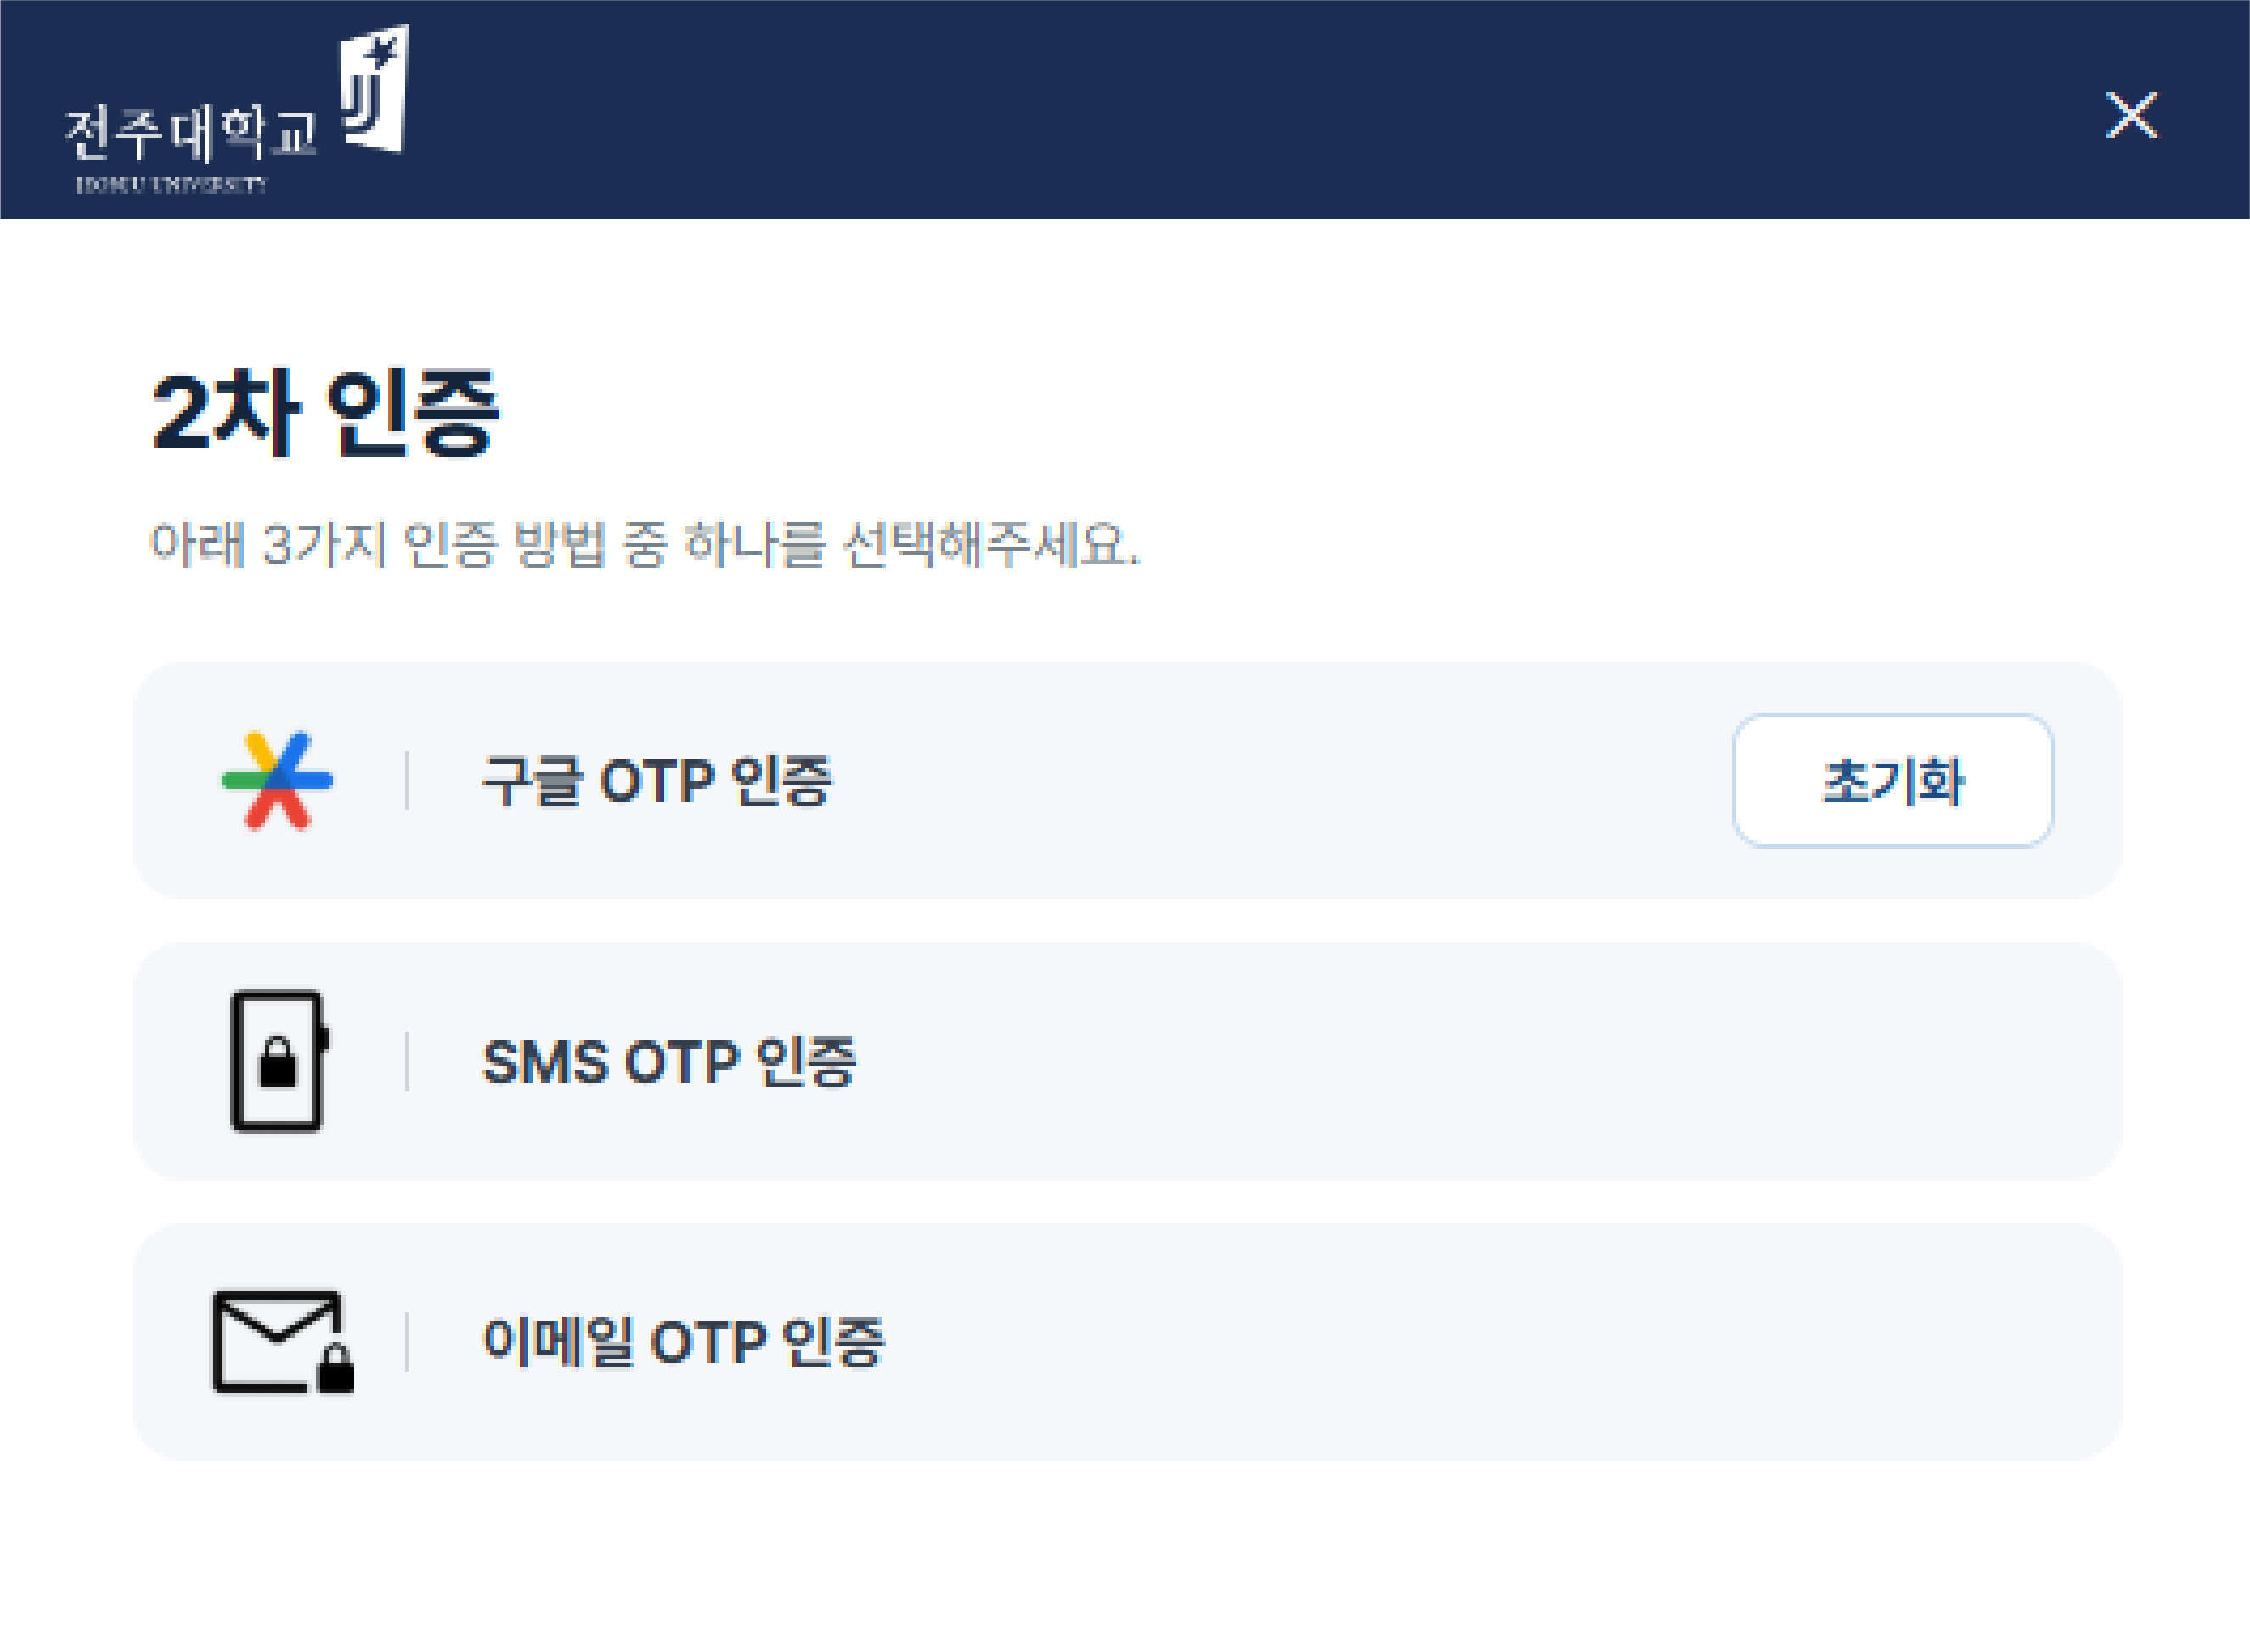 전주대학교
JEONJU UNIVERSITY
2차 인증
아래 3가지 인증 방법 중 하나를 선택해주세요.
구글 OTP 인증
초기화
SMS OTP 인증
이메일 OTP 인증